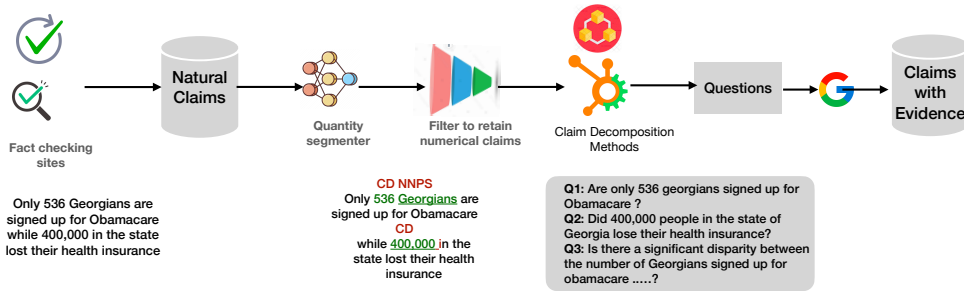 Fact checking
sites
Natural
Claims
Quantity
segmenter
Filter to retain
numerical claims
Claim Decomposition
Methods
Questions
Claims
with
Evidence
Only 536 Georgians are
signed up for Obamacare
while 400,000 in the state
lost their health insurance
CD NNPS
Only 536 Georgians are
signed up for Obamacare
CD
while 400,000 in the
state lost their health
insurance
Q1: Are only 536 georgians signed up for
Obamacare ?
Q2: Did 400,000 people in the state of
Georgia lose their health insurance?
Q3: Is there a significant disparity between
the number of Georgians signed up for
obamacare .....?